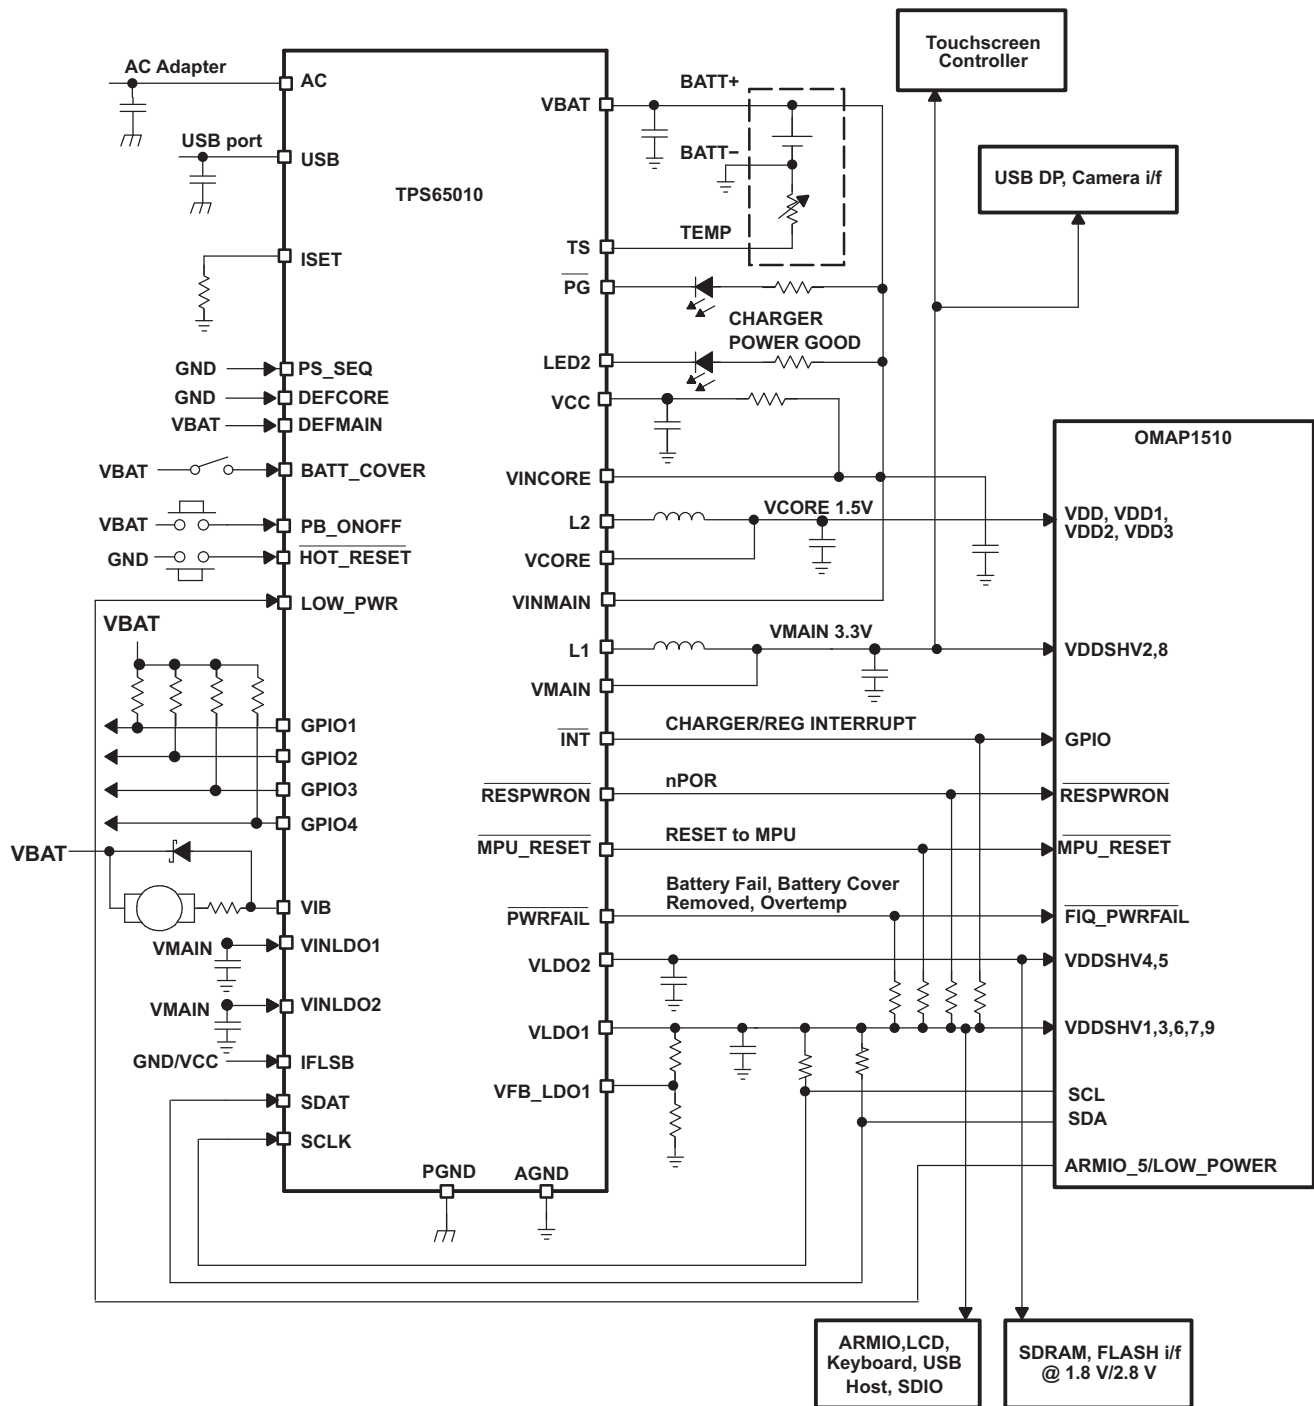 AC Adapter
AC
USB port
USB
TPS65010
ISET
GND
PS_SEQ
GND
DEFCORE
VBAT
DEFMAIN
VBAT
BATT_COVER
VBAT
PB_ONOFF
GND
HOT_RESET
LOW_PWR
VBAT
GPIO1
GPIO2
GPIO3
GPIO4
VBAT
VIB
VMAIN
VINLDO1
VMAIN
VINLDO2
GND/VCC
IFLSB
SDAT
SCLK
PGND
AGND
VBAT
BATT+
BATT−
TS
TEMP
PG
CHARGER
POWER GOOD
LED2
VCC
VINCORE
L2
VCORE 1.5V
VCORE
VINMAIN
L1
VMAIN 3.3V
VMAIN
INT
CHARGER/REG INTERRUPT
RESPWRON
nPOR
MPU_RESET
RESET to MPU
PWRFAIL
Battery Fail, Battery Cover
Removed, Overtemp
VLDO2
VLDO1
VFB_LDO1
Touchscreen
Controller
USB DP, Camera i/f
OMAP1510
VDD, VDD1,
VDD2, VDD3
VDDSHV2,8
GPIO
RESPWRON
MPU_RESET
FIQ_PWRFAIL
VDDSHV4,5
VDDSHV1,3,6,7,9
SCL
SDA
ARMIO_5/LOW_POWER
ARMIO,LCD,
Keyboard, USB
Host, SDIO
SDRAM, FLASH i/f
@ 1.8 V/2.8 V